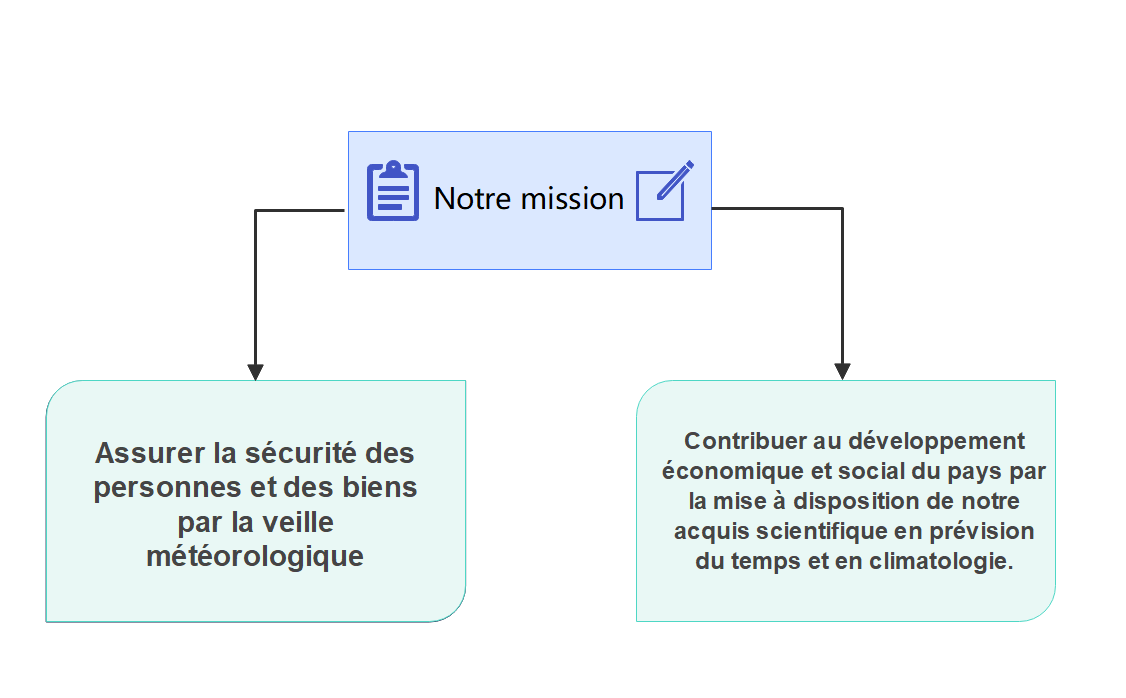 Notre mission
Assurer la sécurité des
personnes et des biens
par la veille
météorologique
Contribuer au développement
économique et social du pays par
la mise à disposition de notre
acquis scientifique en prévision
du temps et en climatologie.